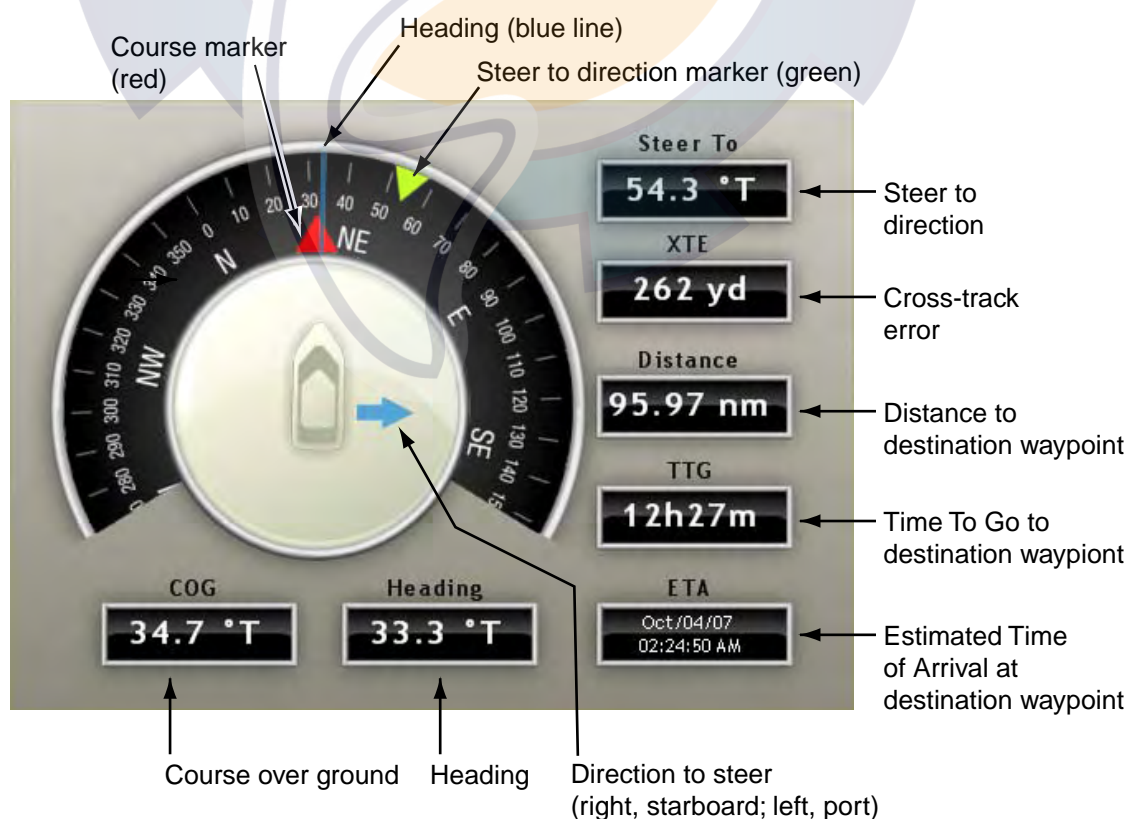 Heading (blue line)
Course marker
(red)
Steer to direction marker (green)
Steer To
54.3 °T
Steer to
direction
XTE
262 yd
Cross-track
error
Distance
95.97 nm
Distance to
destination waypoint
TTG
12h27m
Time To Go to
destination waypiont
ETA
Oct/04/07
02:24:50 AM
Estimated Time
of Arrival at
destination waypoint
280 290 300 310 320 330 340 350 0 10 20 30 40 50 60 70 80 90 100 110 120 130 140
NW N NE E SE
COG
34.7 °T
Heading
33.3 °T
Course over ground
Heading
Direction to steer
(right, starboard; left, port)